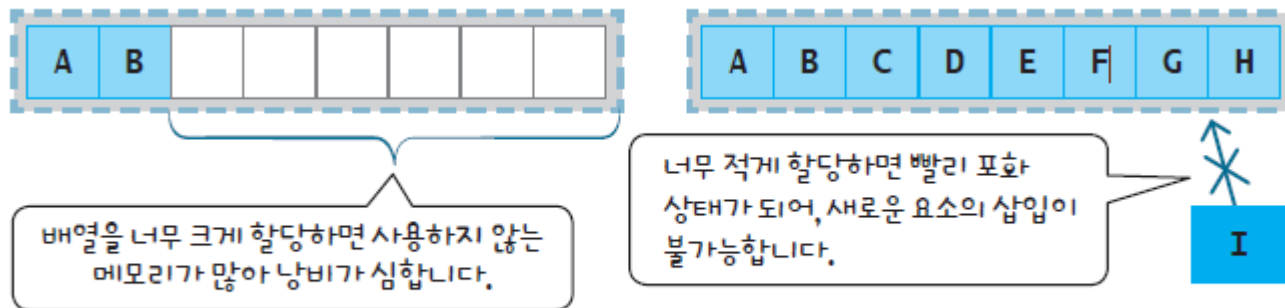 A B
A B C D E F G H
배열을 너무 크게 할당하면 사용하지 않는
메모리가 많아 낭비가 심합니다.
너무 적게 할당하면 빨리 포화
상태가 되어, 새로운 요소의 삽입이
불가능합니다.
I